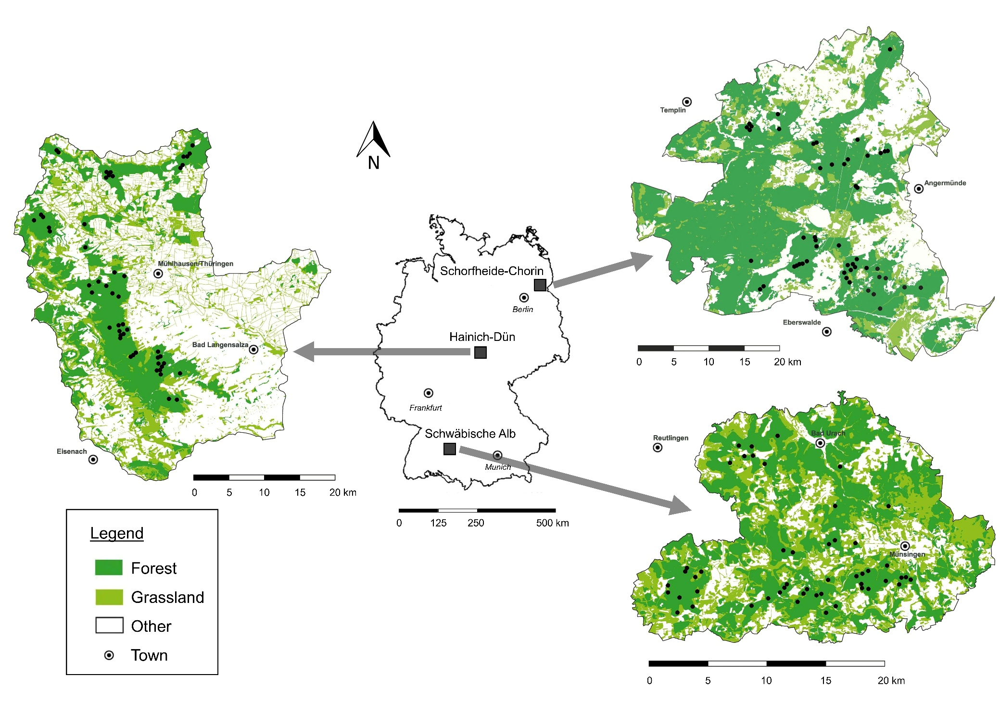 Templin
Angermünde
Eberswalde
0 5 10 15 20 km
N
Mühlhausen/Thüringen
Bad Langensalza
Eisenach
0 5 10 15 20 km
Schorfheide-Chorin
Berlin
Hainich-Dün
Frankfurt
Schwäbische Alb
Munich
0 125 250 500 km
Reutlingen
Bad Urach
Münsingen
0 5 10 15 20 km
Legend
Forest
Grassland
Other
Town